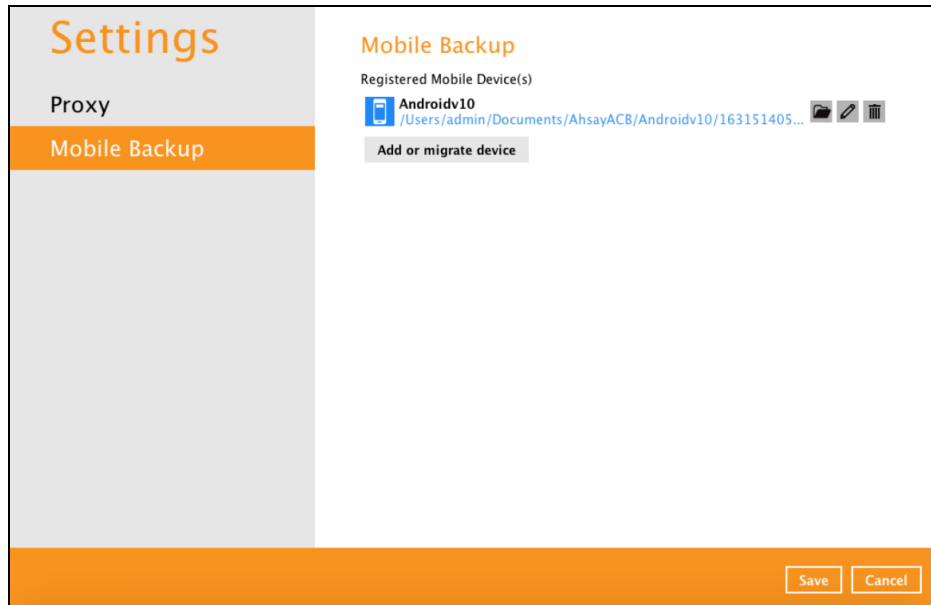 Settings
Proxy
Mobile Backup
Mobile Backup
Registered Mobile Device(s)
Androidv10
/Users/admin/Documents/AhsayACB/Androidv10/163151405...
Add or migrate device
Save
Cancel